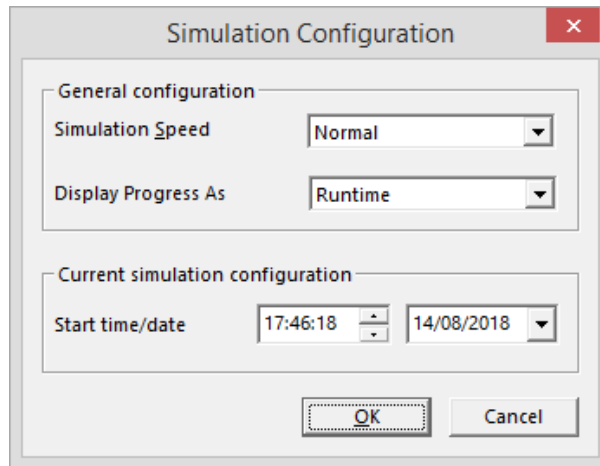 Simulation Configuration
General configuration
Simulation Speed
Normal
Display Progress As
Runtime
Current simulation configuration
Start time/date
17:46:18
14/08/2018
OK
Cancel